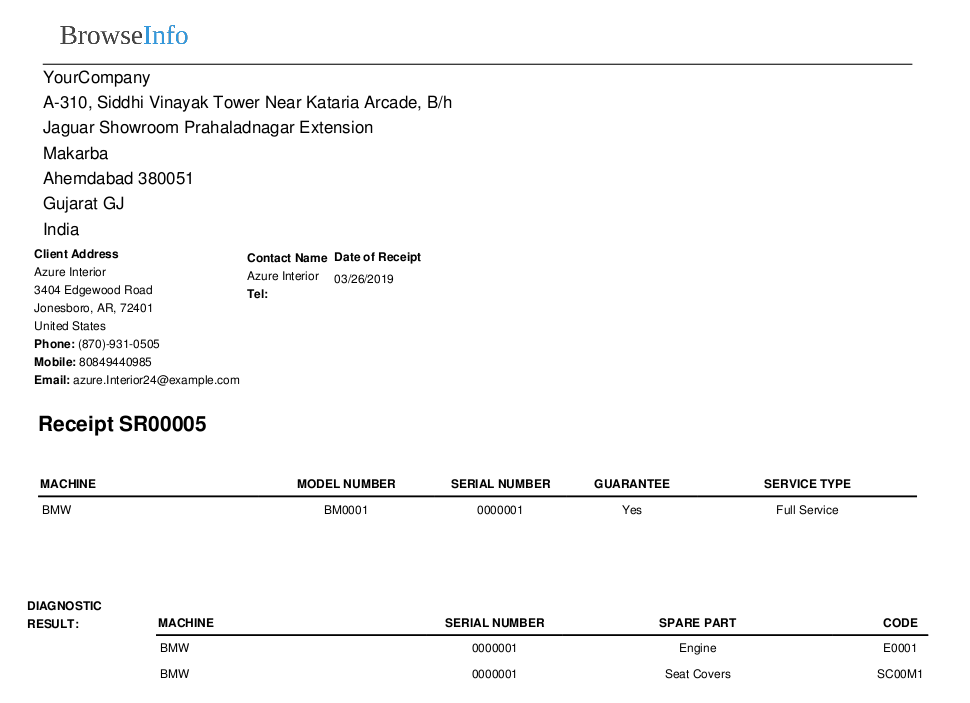 BrowseInfo
YourCompany
A-310, Siddhi Vinayak Tower Near Kataria Arcade, B/h
Jaguar Showroom Prahaladnagar Extension
Makarba
Ahemdabad 380051
Gujarat GJ
India
Client Address
Azure Interior
3404 Edgewood Road
Jonesboro, AR, 72401
United States
Phone: (870)-931-0505
Mobile: 80849440985
Email: azure.Interior24@example.com
Contact Name Date of Receipt
Azure Interior 03/26/2019
Tel:
Receipt SR00005
MACHINE MODEL NUMBER SERIAL NUMBER GUARANTEE SERVICE TYPE
BMW BM0001 0000001 Yes Full Service
DIAGNOSTIC
RESULT:
MACHINE SERIAL NUMBER SPARE PART CODE
BMW 0000001 Engine E0001
BMW 0000001 Seat Covers SC00M1